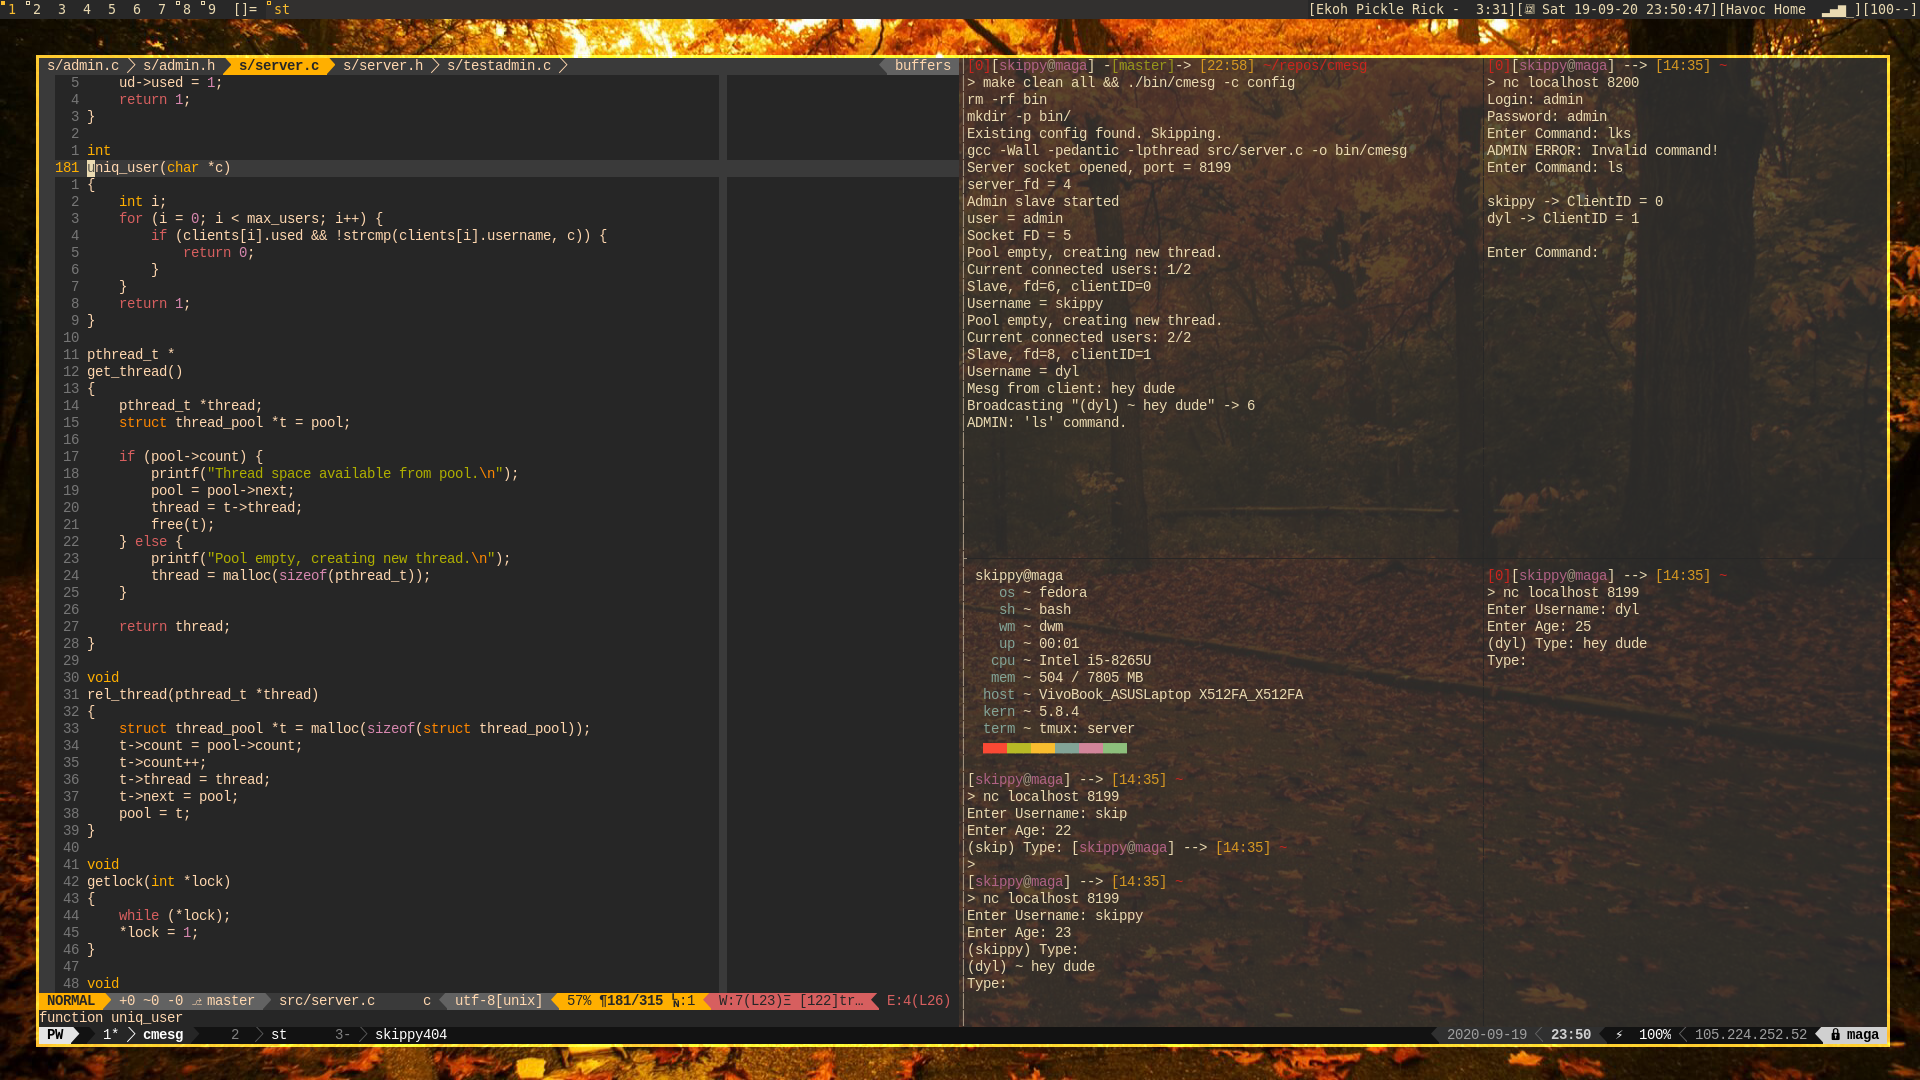 1 2 3 4 5 6 7 8 9 []= st
[Ekoh Pickle Rick - 3:31][ Sat 19-09-20 23:50:47][Havoc Home ][100--]
s/admin.c s/admin.h s/server.c s/server.h s/testadmin.c buffers
5     ud->used = 1;
4     return 1;
3 }
2
1 int
181 uniq_user(char *c)
1 {
2     int i;
3     for (i = 0; i < max_users; i++) {
4         if (clients[i].used && !strcmp(clients[i].username, c)) {
5             return 0;
6         }
7     }
8     return 1;
9 }
10
11 pthread_t *
12 get_thread()
13 {
14     pthread_t *thread;
15     struct thread_pool *t = pool;
16
17     if (pool->count) {
18         printf("Thread space available from pool.\n");
19         pool = pool->next;
20         thread = t->thread;
21         free(t);
22     } else {
23         printf("Pool empty, creating new thread.\n");
24         thread = malloc(sizeof(pthread_t));
25     }
26
27     return thread;
28 }
29
30 void
31 rel_thread(pthread_t *thread)
32 {
33     struct thread_pool *t = malloc(sizeof(struct thread_pool));
34     t->count = pool->count;
35     t->count++;
36     t->thread = thread;
37     t->next = pool;
38     pool = t;
39 }
40
41 void
42 getlock(int *lock)
43 {
44     while (*lock);
45     *lock = 1;
46 }
47
48 void
NORMAL +0 ~0 -0 master src/server.c c utf-8[unix] 57% ¶181/315 :1 W:7(L23)Ξ [122]tr… E:4(L26)
function uniq_user
[0][skippy@maga] -[master]-> [22:58] ~/repos/cmesg
> make clean all && ./bin/cmesg -c config
rm -rf bin
mkdir -p bin/
Existing config found. Skipping.
gcc -Wall -pedantic -lpthread src/server.c -o bin/cmesg
Server socket opened, port = 8199
server_fd = 4
Admin slave started
user = admin
Socket FD = 5
Pool empty, creating new thread.
Current connected users: 1/2
Slave, fd=6, clientID=0
Username = skippy
Pool empty, creating new thread.
Current connected users: 2/2
Slave, fd=8, clientID=1
Username = dyl
Mesg from client: hey dude
Broadcasting "(dyl) ~ hey dude" -> 6
ADMIN: 'ls' command.
[0][skippy@maga] --> [14:35] ~
> nc localhost 8200
Login: admin
Password: admin
Enter Command: lks
ADMIN ERROR: Invalid command!
Enter Command: ls
skippy -> ClientID = 0
dyl -> ClientID = 1
Enter Command:
skippy@maga
os ~ fedora
sh ~ bash
wm ~ dwm
up ~ 00:01
cpu ~ Intel i5-8265U
mem ~ 504 / 7805 MB
host ~ VivoBook_ASUSLaptop X512FA_X512FA
kern ~ 5.8.4
term ~ tmux: server
[skippy@maga] --> [14:35] ~
> nc localhost 8199
Enter Username: skip
Enter Age: 22
(skip) Type: [skippy@maga] --> [14:35] ~
>
[skippy@maga] --> [14:35] ~
> nc localhost 8199
Enter Username: skippy
Enter Age: 23
(skippy) Type:
(dyl) ~ hey dude
Type:
[0][skippy@maga] --> [14:35] ~
> nc localhost 8199
Enter Username: dyl
Enter Age: 25
(dyl) Type: hey dude
Type:
PW 1* cmesg 2 st 3- skippy404 2020-09-19 23:50 ⚡ 100% 105.224.252.52 maga